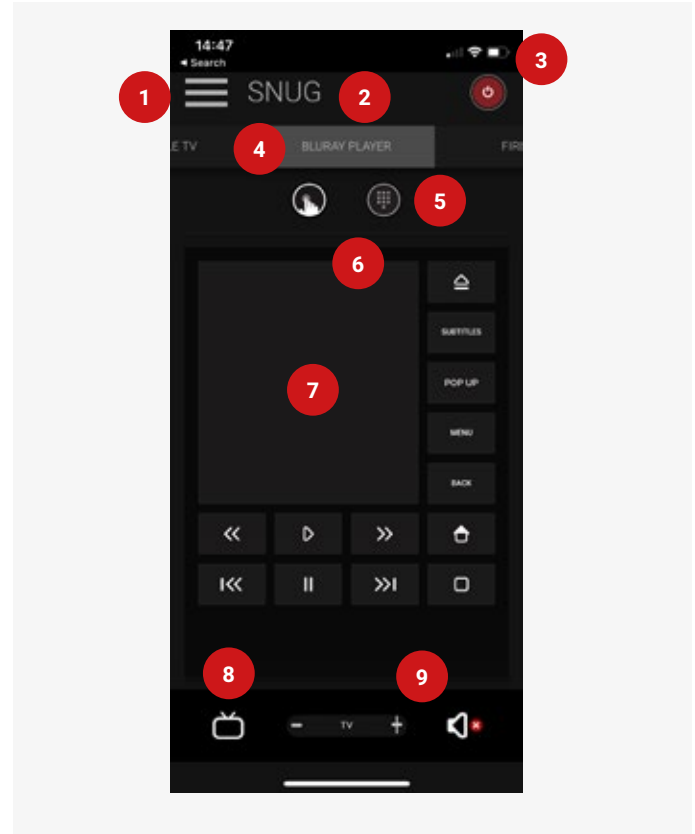 14:47
◂ Search
3
1
SNUG
2
E TV
4
BLURAY PLAYER
FIR
5
6
SUBTITLES
POP UP
7
MENU
BACK
8
9
TV